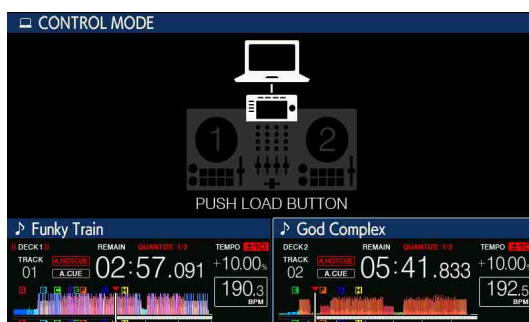 CONTROL MODE
1 2
PUSH LOAD BUTTON
Funky Train
DECK1 REMAIN QUANTIZE 1/2 TEMPO ±10
TRACK 01 A.HOTCUE A.CUE 02:57.091 +10.00%
190.3 BPM
H
God Complex
DECK2 REMAIN QUANTIZE 1/2 TEMPO ±10
TRACK 02 A.HOTCUE A.CUE 05:41.833 +10.00%
192.5 BPM
H